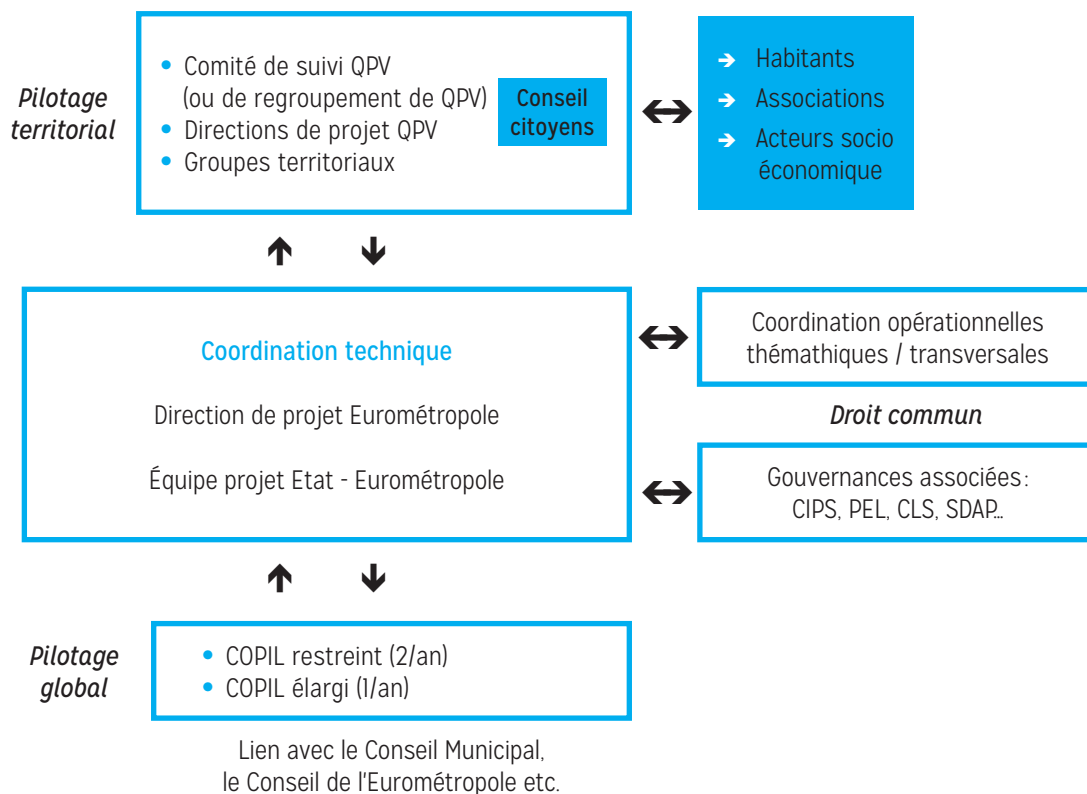 Pilotage
territorial
• Comité de suivi QPV
(ou de regroupement de QPV)
• Directions de projet QPV
• Groupes territoriaux
Conseil
citoyens
→ Habitants
→ Associations
→ Acteurs socio
économique
Coordination technique
Direction de projet Eurométropole
Équipe projet Etat - Eurométropole
Coordination opérationnelles
thémathiques / transversales
Droit commun
Gouvernances associées :
CIPS, PEL, CLS, SDAP...
Pilotage
global
• COPIL restreint (2/an)
• COPIL élargi (1/an)
Lien avec le Conseil Municipal,
le Conseil de l'Eurométropole etc.